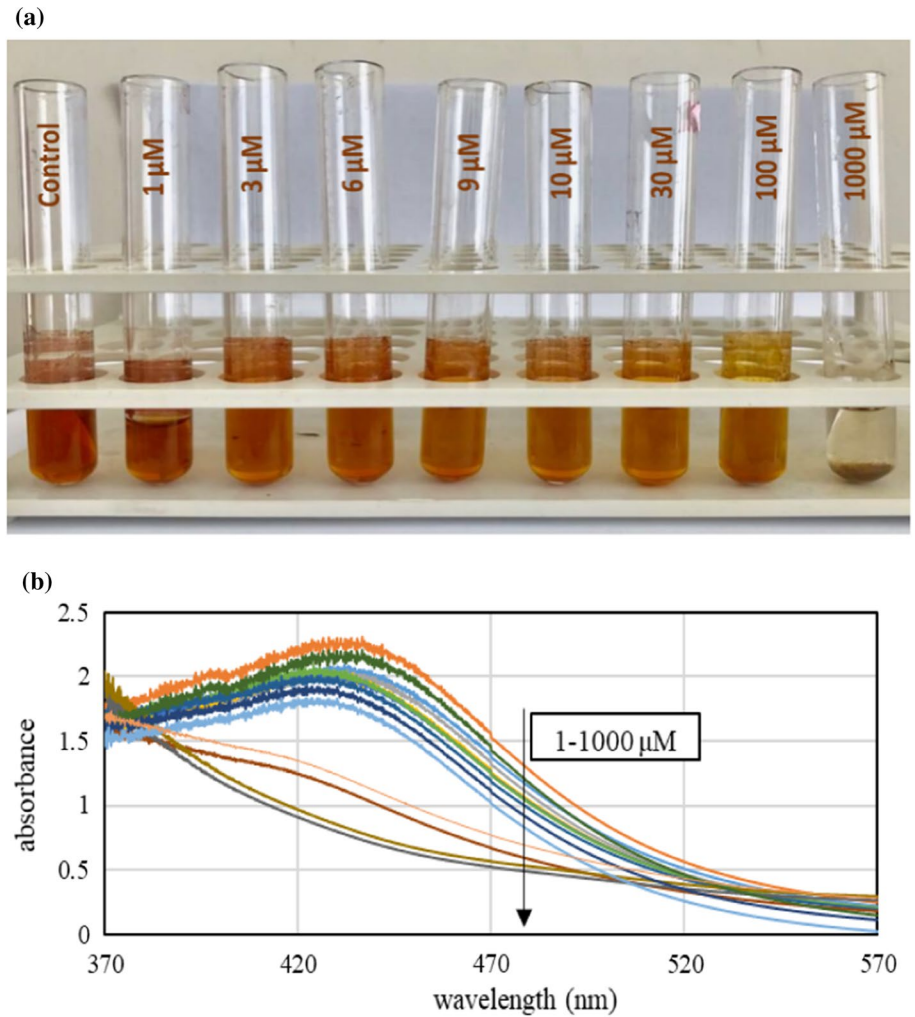 (a)
Control
1 µM
3 µM
6 µM
9 µM
10 µM
30 µM
100 µM
1000 µM
(b)
2.5
2
1.5
1
0.5
0
absorbance
1-1000 µM
370
420
470
520
570
wavelength (nm)